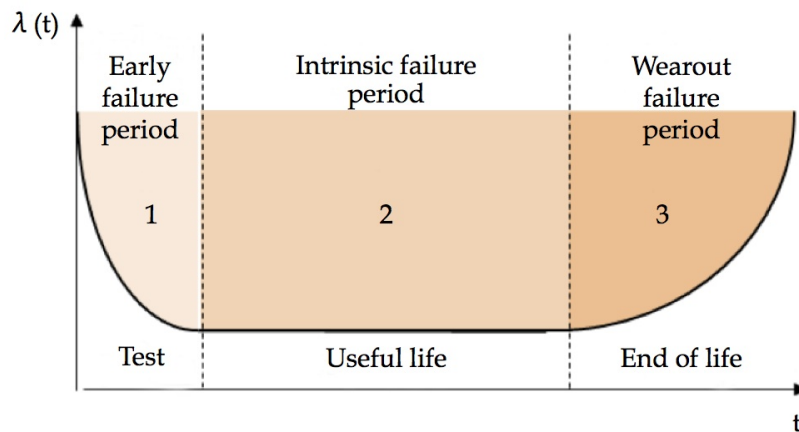 λ (t)
Early
failure
period
Intrinsic failure
period
Wearout
failure
period
1
2
3
Test
Useful life
End of life
t